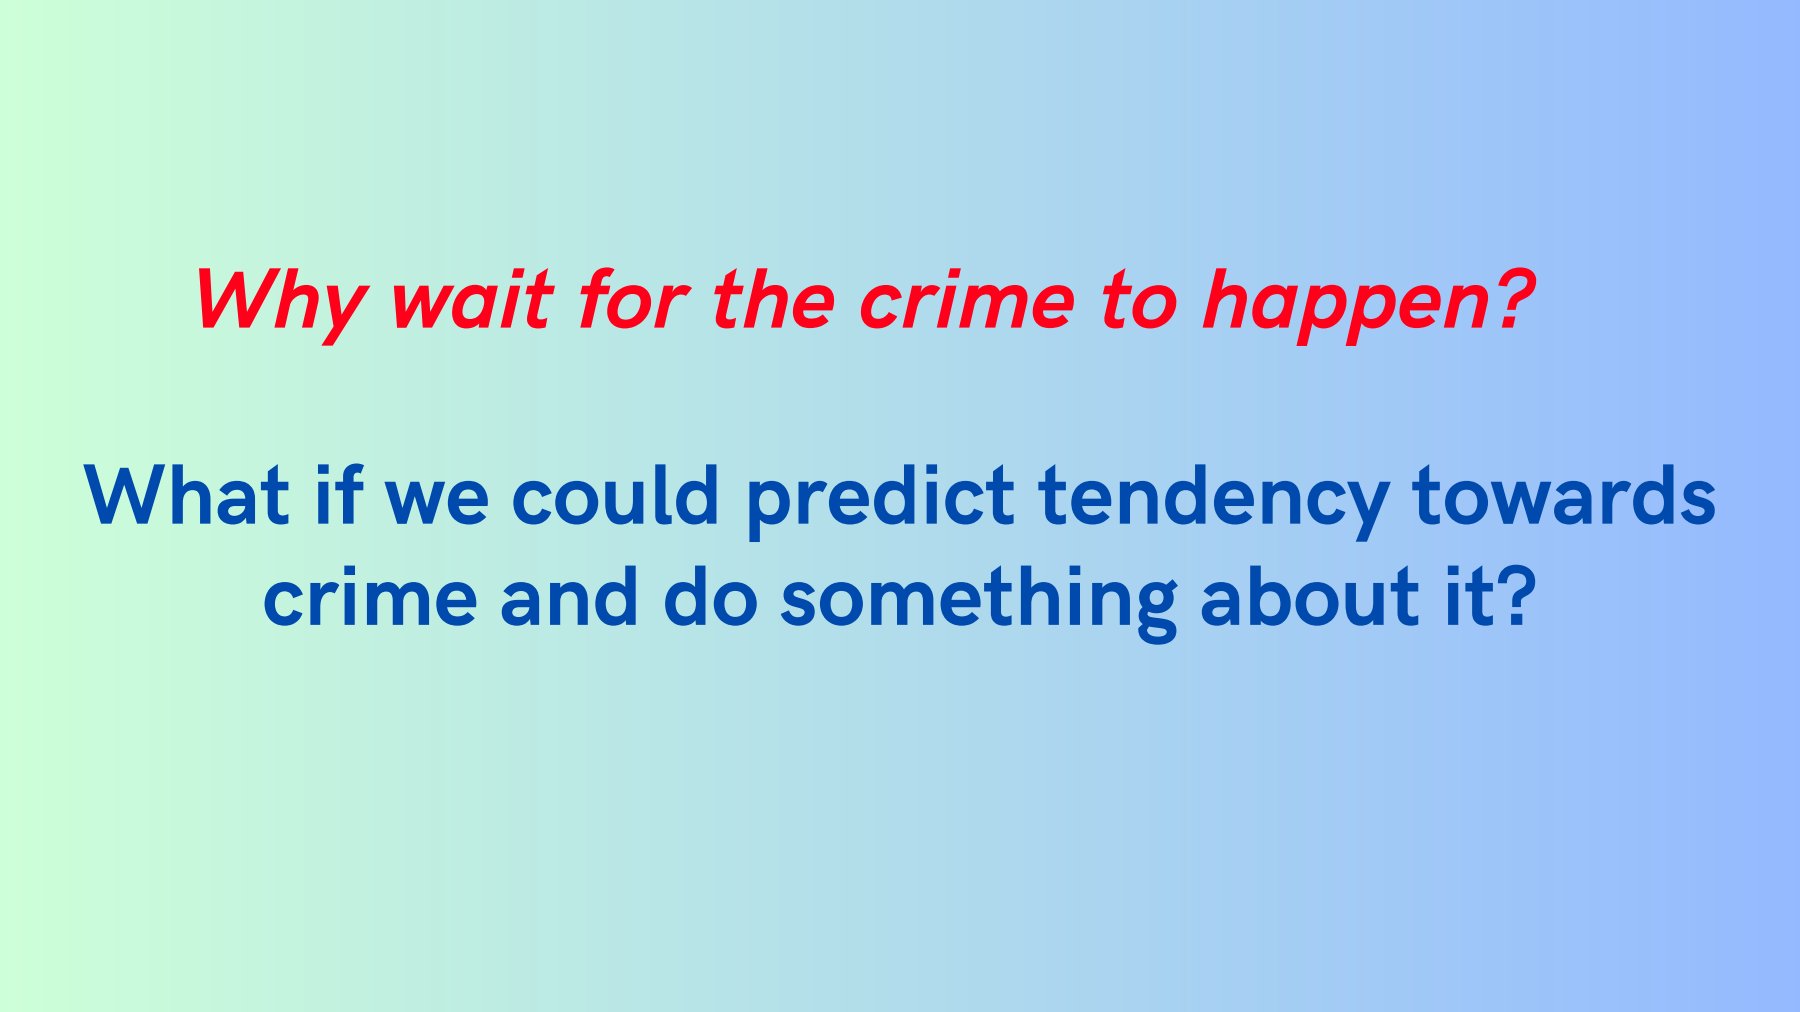 Why wait for the crime to happen?
What if we could predict tendency towards
crime and do something about it?